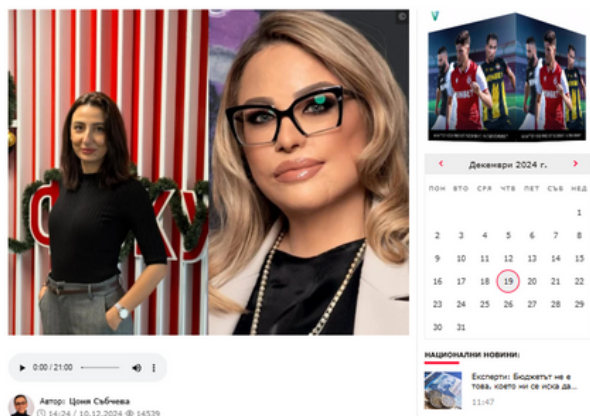 ©
ФОКУ
Декември 2024 г.
ПОН ВТО СРЯ ЧТВ ПЕТ СЪБ НЕД
1
2 3 4 5 6 7 8
9 10 11 12 13 14 15
16 17 18 19 20 21 22
23 24 25 26 27 28 29
30 31
НАЦИОНАЛНИ НОВИНИ:
Експерти: Бюджетът не е
това, което ни се иска да...
11:47
0:00 / 21:00
Автор: Цоня Събчева
14:24 / 10.12.2024 14539